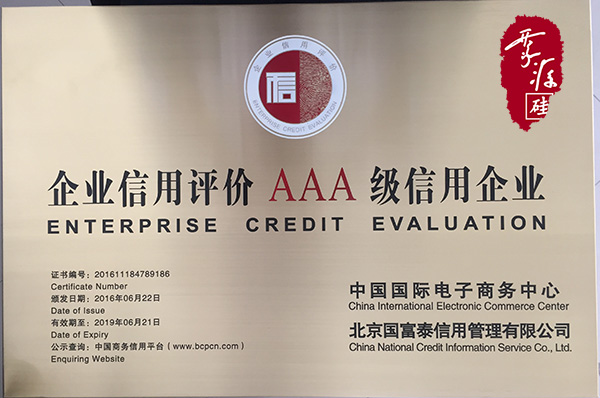 聚源
硅
企业信用评价
信
ENTERPRISE CREDIT EVALUATION
企业信用评价 AAA 级信用企业
ENTERPRISE CREDIT EVALUATION
证书编号：201611184789186
Certificate Number
颁发日期：2016年06月22日
Date of Issue
有效期至：2019年06月21日
Date of Expiry
公示查询：中国商务信用平台（www.bcpcn.com）
Enquiring Website
中国国际电子商务中心
China International Electronic Commerce Center
北京国富泰信用管理有限公司
China National Credit Information Service Co., Ltd.